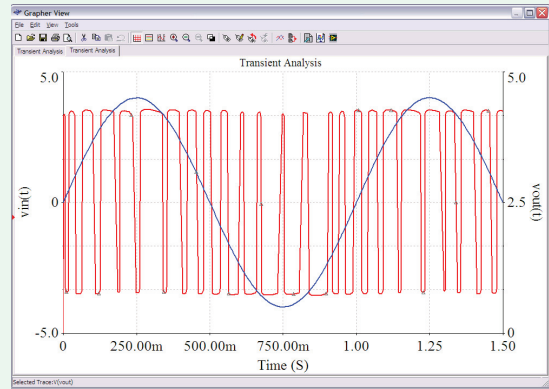 Grapher View
File Edit View Tools
Transient Analysis Transient Analysis
Transient Analysis
5.0 5.0
vin(t) 0 2.5 vout(t)
-5.0 0
0 250.00m 500.00m 750.00m 1.00 1.25 1.50
Time (S)
Selected Trace:V(vout)